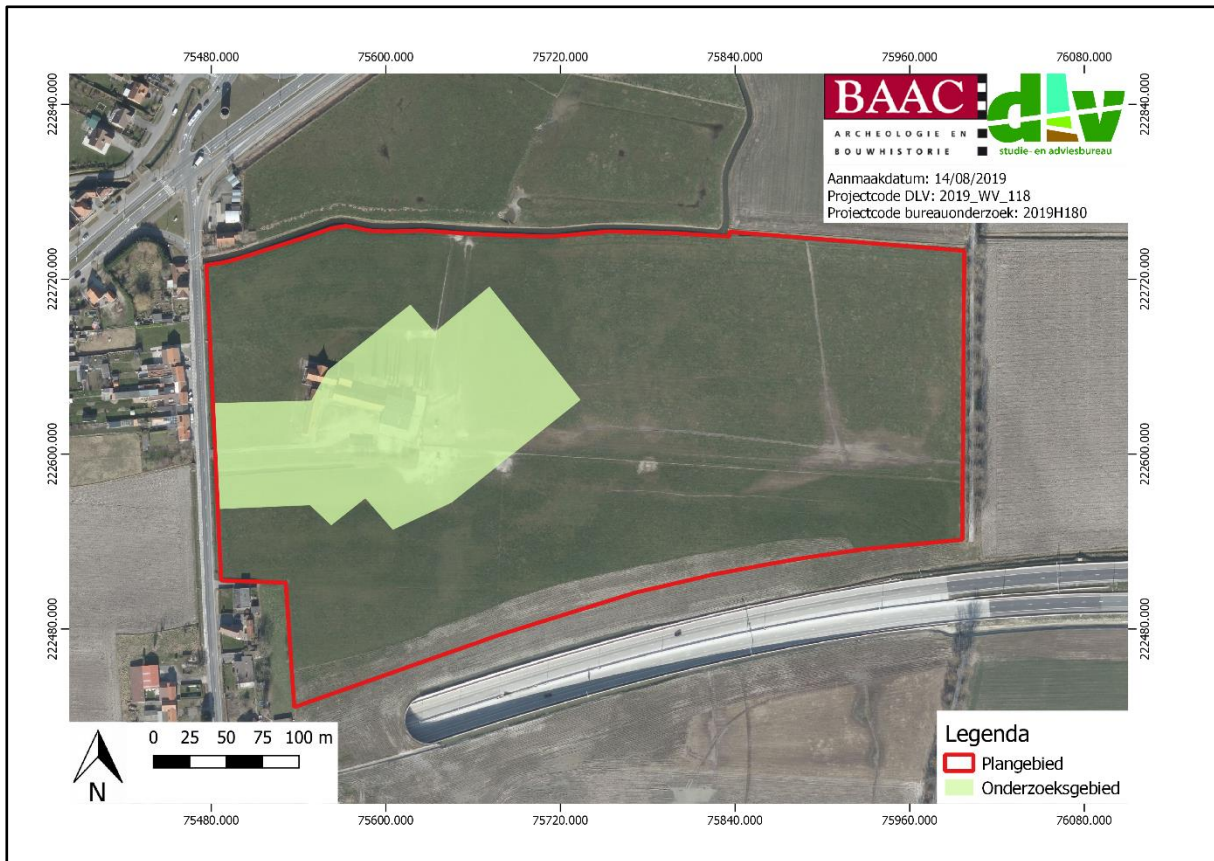 75480.000 75600.000 75720.000 75840.000 75960.000 76080.000
222840.000
222840.000
BAAC
ARCHEOLOGIE EN
BOUWHISTORIE
dlv
studie- en adviesbureau
Aanmaakdatum: 14/08/2019
Projectcode DLV: 2019_WV_118
Projectcode bureauonderzoek: 2019H180
222720.000
222720.000
222600.000
222600.000
222480.000
222480.000
0 25 50 75 100 m
N
Legenda
Plangebied
Onderzoeksgebied
75480.000 75600.000 75720.000 75840.000 75960.000 76080.000